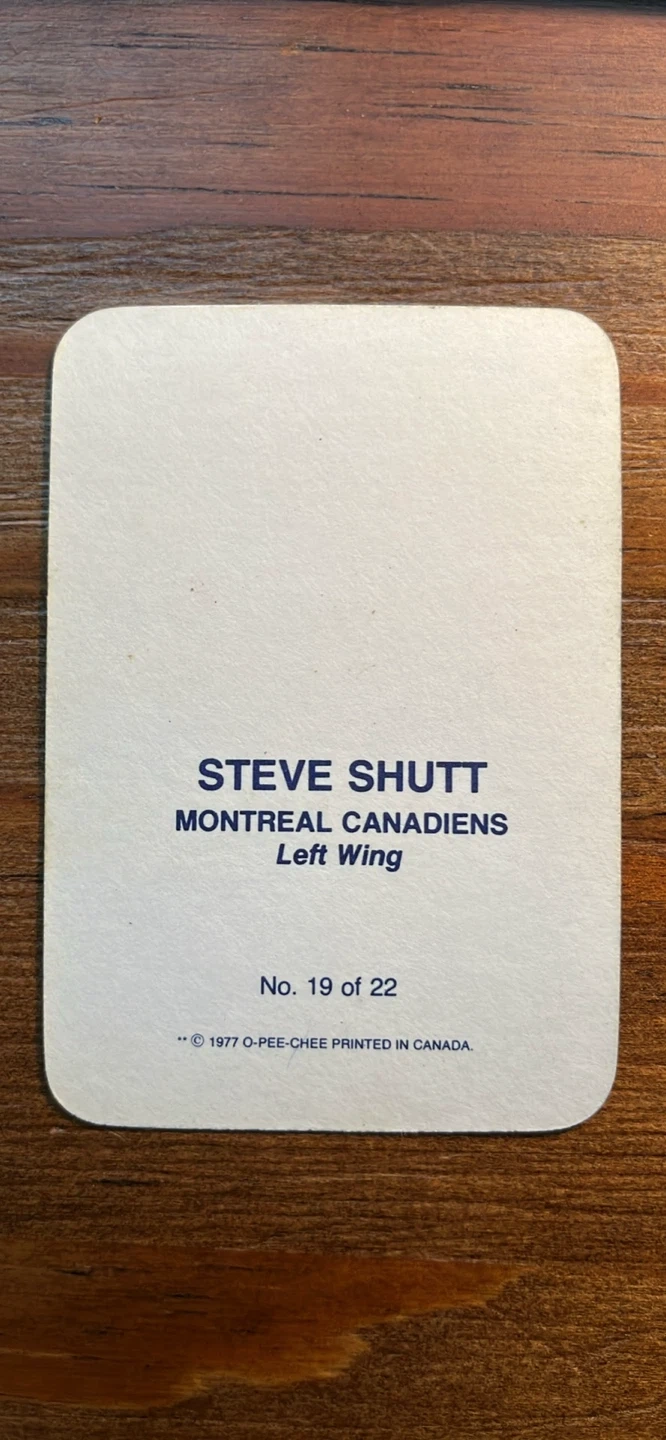 STEVE SHUTT
MONTREAL CANADIENS
Left Wing
No. 19 of 22
** © 1977 O-PEE-CHEE PRINTED IN CANADA.